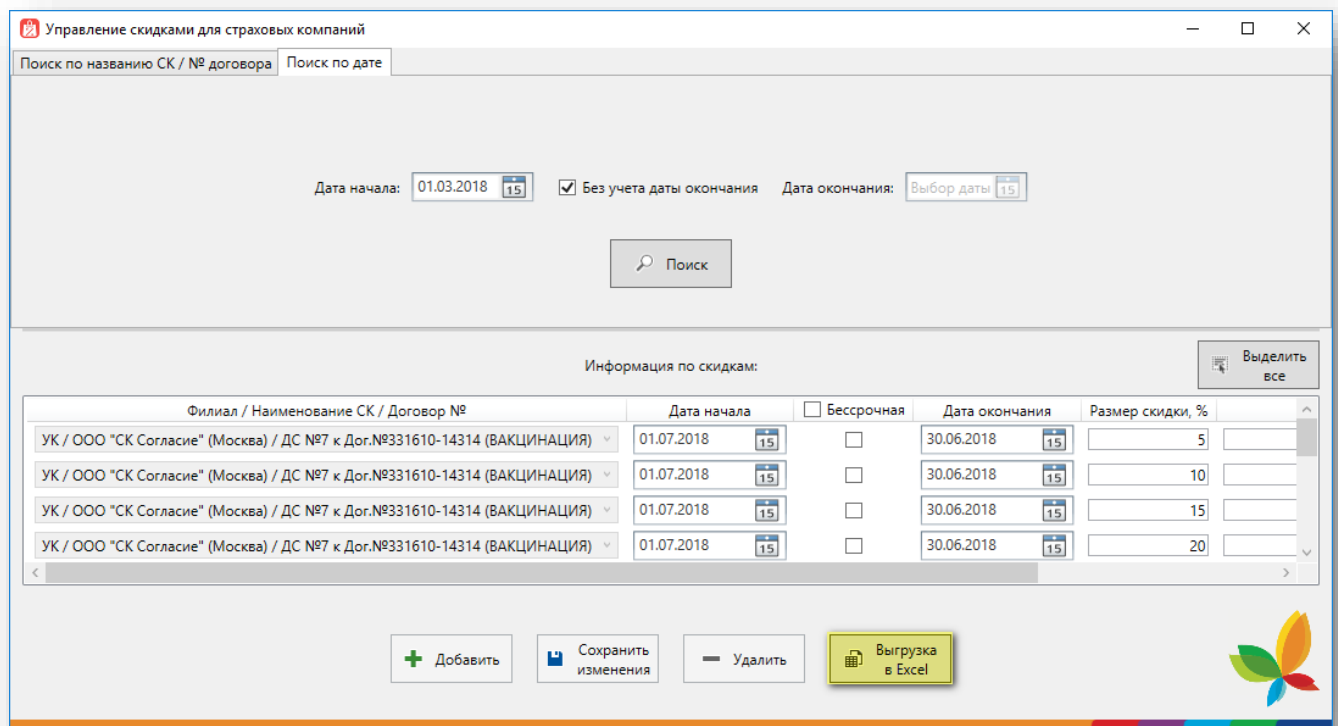 Управление скидками для страховых компаний
Поиск по названию СК / № договора
Поиск по дате
Дата начала: 01.03.2018 15 Без учета даты окончания Дата окончания: Выбор даты 15
Поиск
Информация по скидкам:
Выделить
все
Филиал / Наименование СК / Договор № Дата начала Бессрочная Дата окончания Размер скидки, %
УК / ООО "СК Согласие" (Москва) / ДС №7 к Дог.№331610-14314 (ВАКЦИНАЦИЯ) 01.07.2018 15 30.06.2018 15 5
УК / ООО "СК Согласие" (Москва) / ДС №7 к Дог.№331610-14314 (ВАКЦИНАЦИЯ) 01.07.2018 15 30.06.2018 15 10
УК / ООО "СК Согласие" (Москва) / ДС №7 к Дог.№331610-14314 (ВАКЦИНАЦИЯ) 01.07.2018 15 30.06.2018 15 15
УК / ООО "СК Согласие" (Москва) / ДС №7 к Дог.№331610-14314 (ВАКЦИНАЦИЯ) 01.07.2018 15 30.06.2018 15 20
Добавить
Сохранить
изменения
Удалить
Выгрузка
в Excel